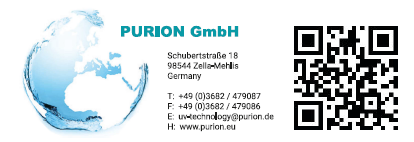 PURION GmbH
Schubertstraße 18
98544 Zella-Mehlis
Germany
T: +49 (0)3682 / 479087
F: +49 (0)3682 / 479086
E: uv-technology@purion.de
H: www.purion.eu